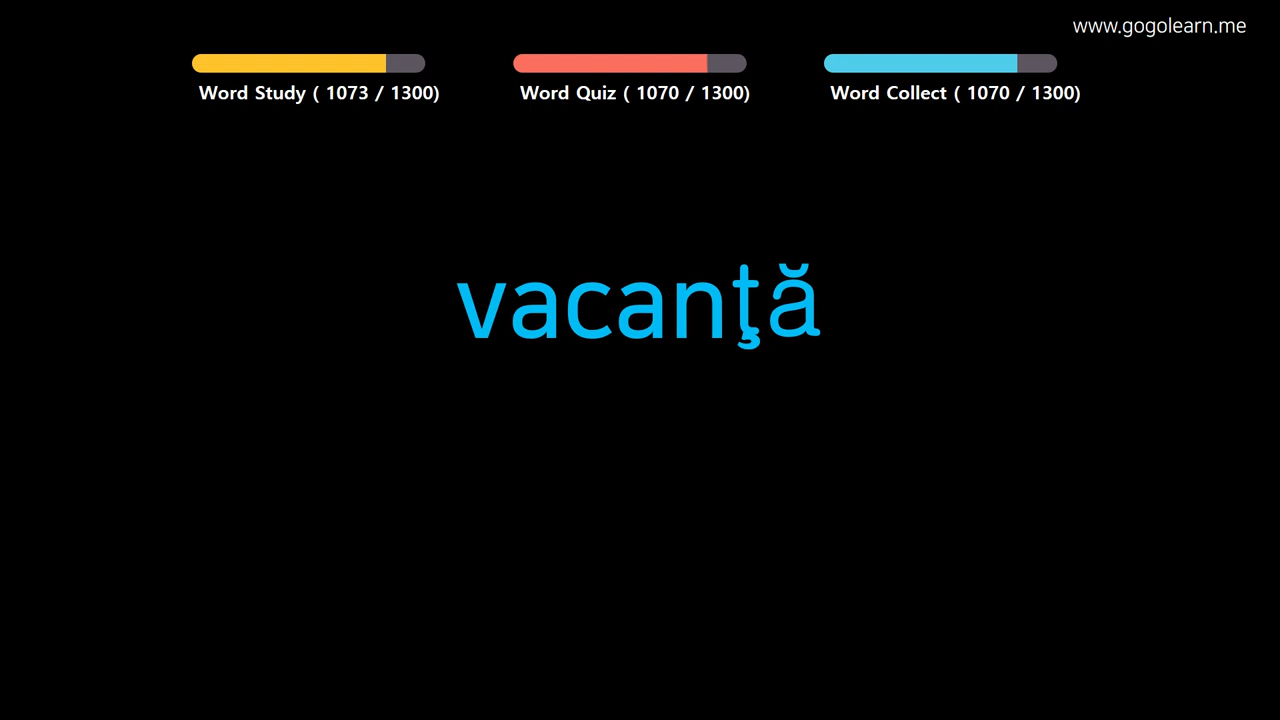 www.gogolearn.me
Word Study ( 1073 / 1300)
Word Quiz ( 1070 / 1300)
Word Collect ( 1070 / 1300)
vacanţă